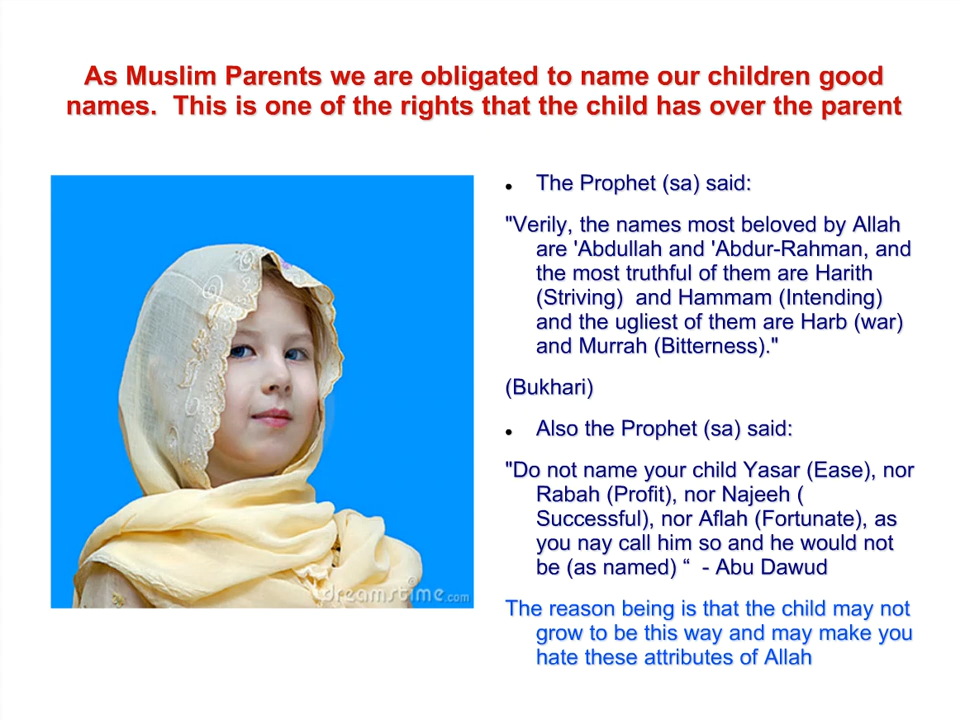 As Muslim Parents we are obligated to name our children good
names.  This is one of the rights that the child has over the parent
• The Prophet (sa) said:
"Verily, the names most beloved by Allah
are 'Abdullah and 'Abdur-Rahman, and
the most truthful of them are Harith
(Striving)  and Hammam (Intending)
and the ugliest of them are Harb (war)
and Murrah (Bitterness)."
(Bukhari)
• Also the Prophet (sa) said:
"Do not name your child Yasar (Ease), nor
Rabah (Profit), nor Najeeh (
Successful), nor Aflah (Fortunate), as
you nay call him so and he would not
be (as named) “  - Abu Dawud
The reason being is that the child may not
grow to be this way and may make you
hate these attributes of Allah
dreamstime.com